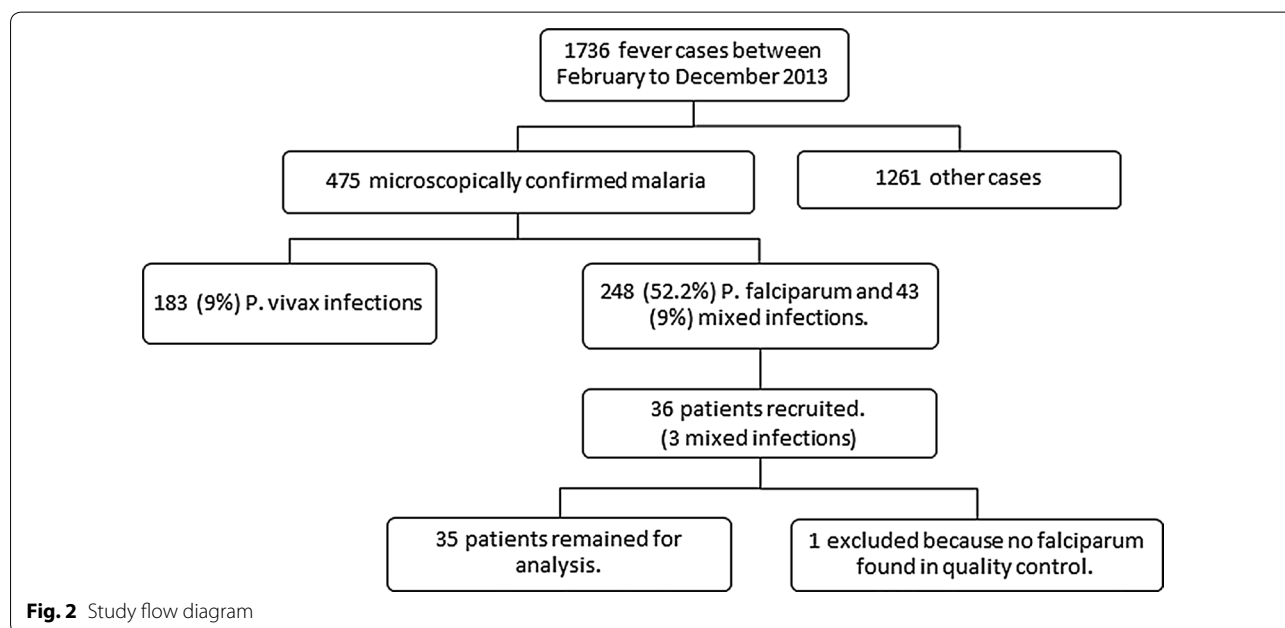 1736 fever cases between
February to December 2013
475 microscopically confirmed malaria
1261 other cases
183 (9%) P. vivax infections
248 (52.2%) P. falciparum and 43
(9%) mixed infections.
36 patients recruited.
(3 mixed infections)
35 patients remained for
analysis.
1 excluded because no falciparum
found in quality control.
Fig. 2 Study flow diagram